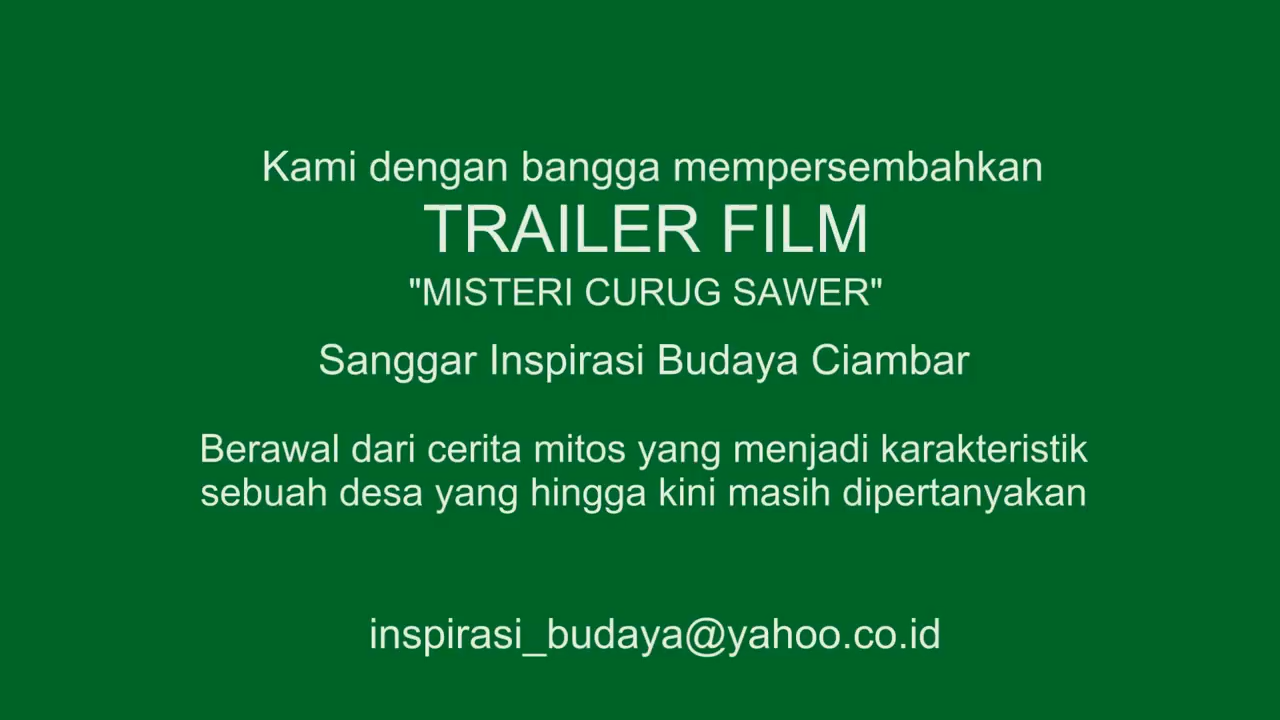 Kami dengan bangga mempersembahkan
TRAILER FILM
"MISTERI CURUG SAWER"
Sanggar Inspirasi Budaya Ciambar
Berawal dari cerita mitos yang menjadi karakteristik
sebuah desa yang hingga kini masih dipertanyakan
inspirasi_budaya@yahoo.co.id